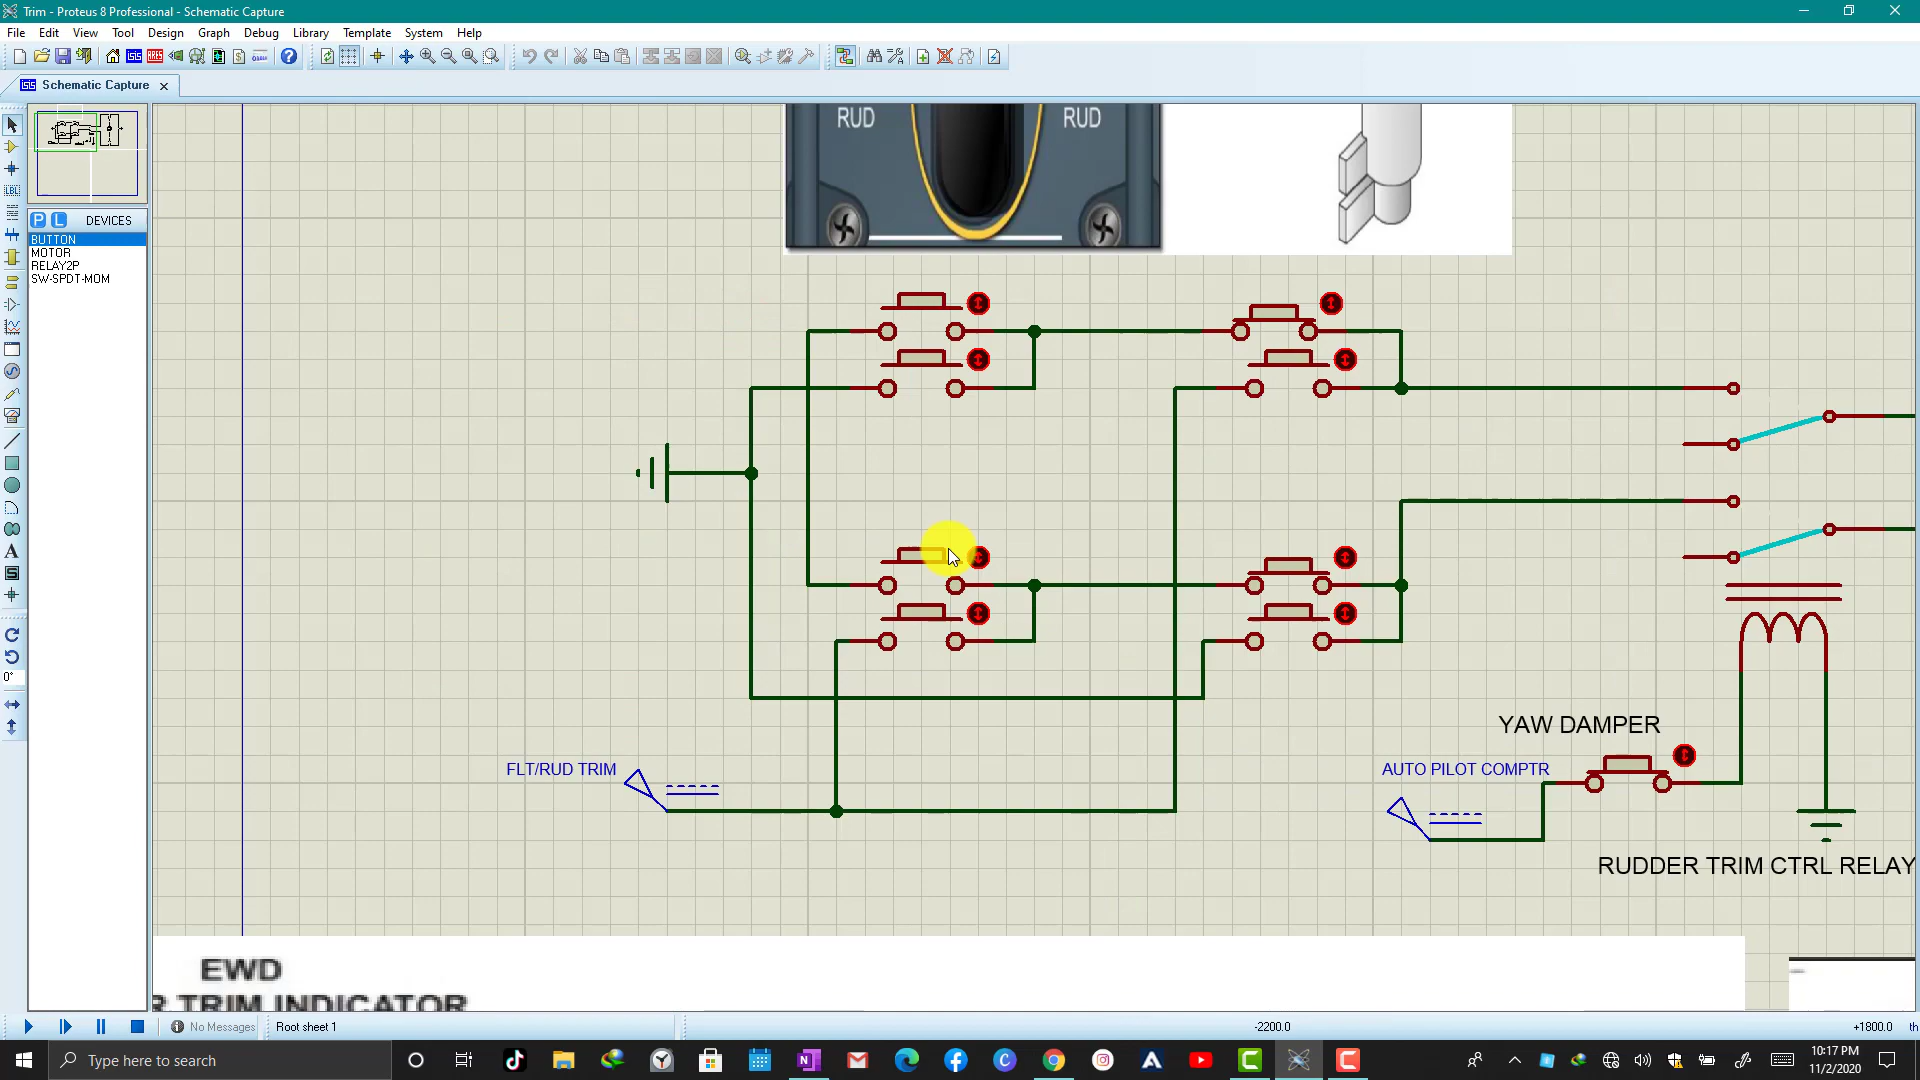 Trim - Proteus 8 Professional - Schematic Capture
File Edit View Tool Design Graph Debug Library Template System Help
Schematic Capture
P L DEVICES
BUTTON
MOTOR
RELAY2P
SW-SPDT-MOM
LBL
A
S
0°
RUD RUD
FLT/RUD TRIM
YAW DAMPER
AUTO PILOT COMPTR
RUDDER TRIM CTRL RELAY
EWD
R TRIM INDICATOR
No Messages Root sheet 1 -2200.0 +1800.0 th
Type here to search
10:17 PM
11/2/2020